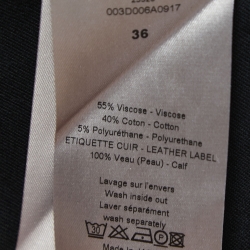 003D006A0917
36
55% Viscose - Viscose
40% Coton - Cotton
5% Polyuréthane - Polyurethane
ETIQUETTE CUIR - LEATHER LABEL
100% Veau (Peau) - Calf
Lavage sur l'envers
Wash inside out
Laver séparément
wash separately